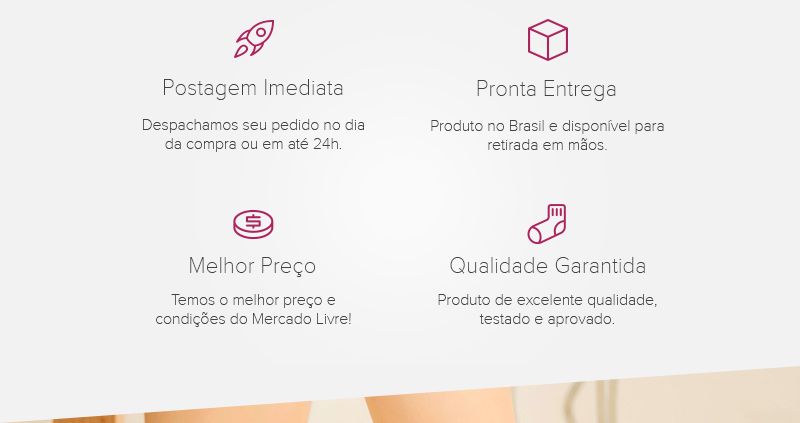 Postagem Imediata
Despachamos seu pedido no dia
da compra ou em até 24h.
Pronta Entrega
Produto no Brasil e disponível para
retirada em mãos.
Melhor Preço
Temos o melhor preço e
condições do Mercado Livre!
Qualidade Garantida
Produto de excelente qualidade,
testado e aprovado.